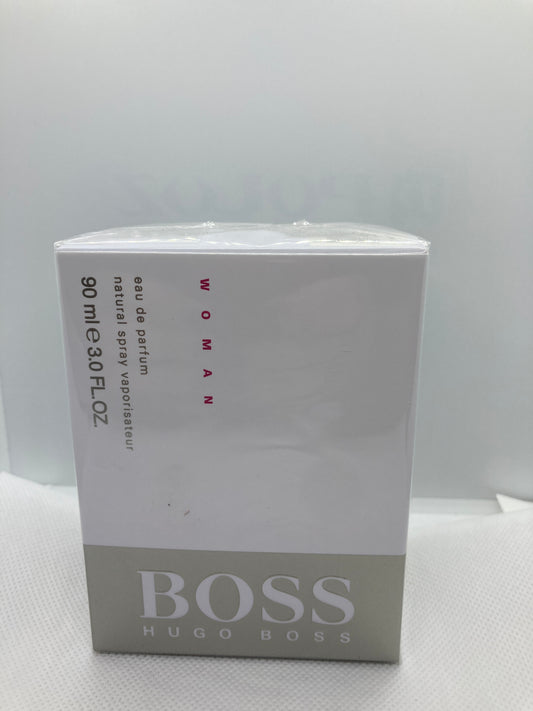 WOMAN
eau de parfum
natural spray vaporisateur
90 ml e 3.0 FL.OZ.
BOSS
HUGO BOSS